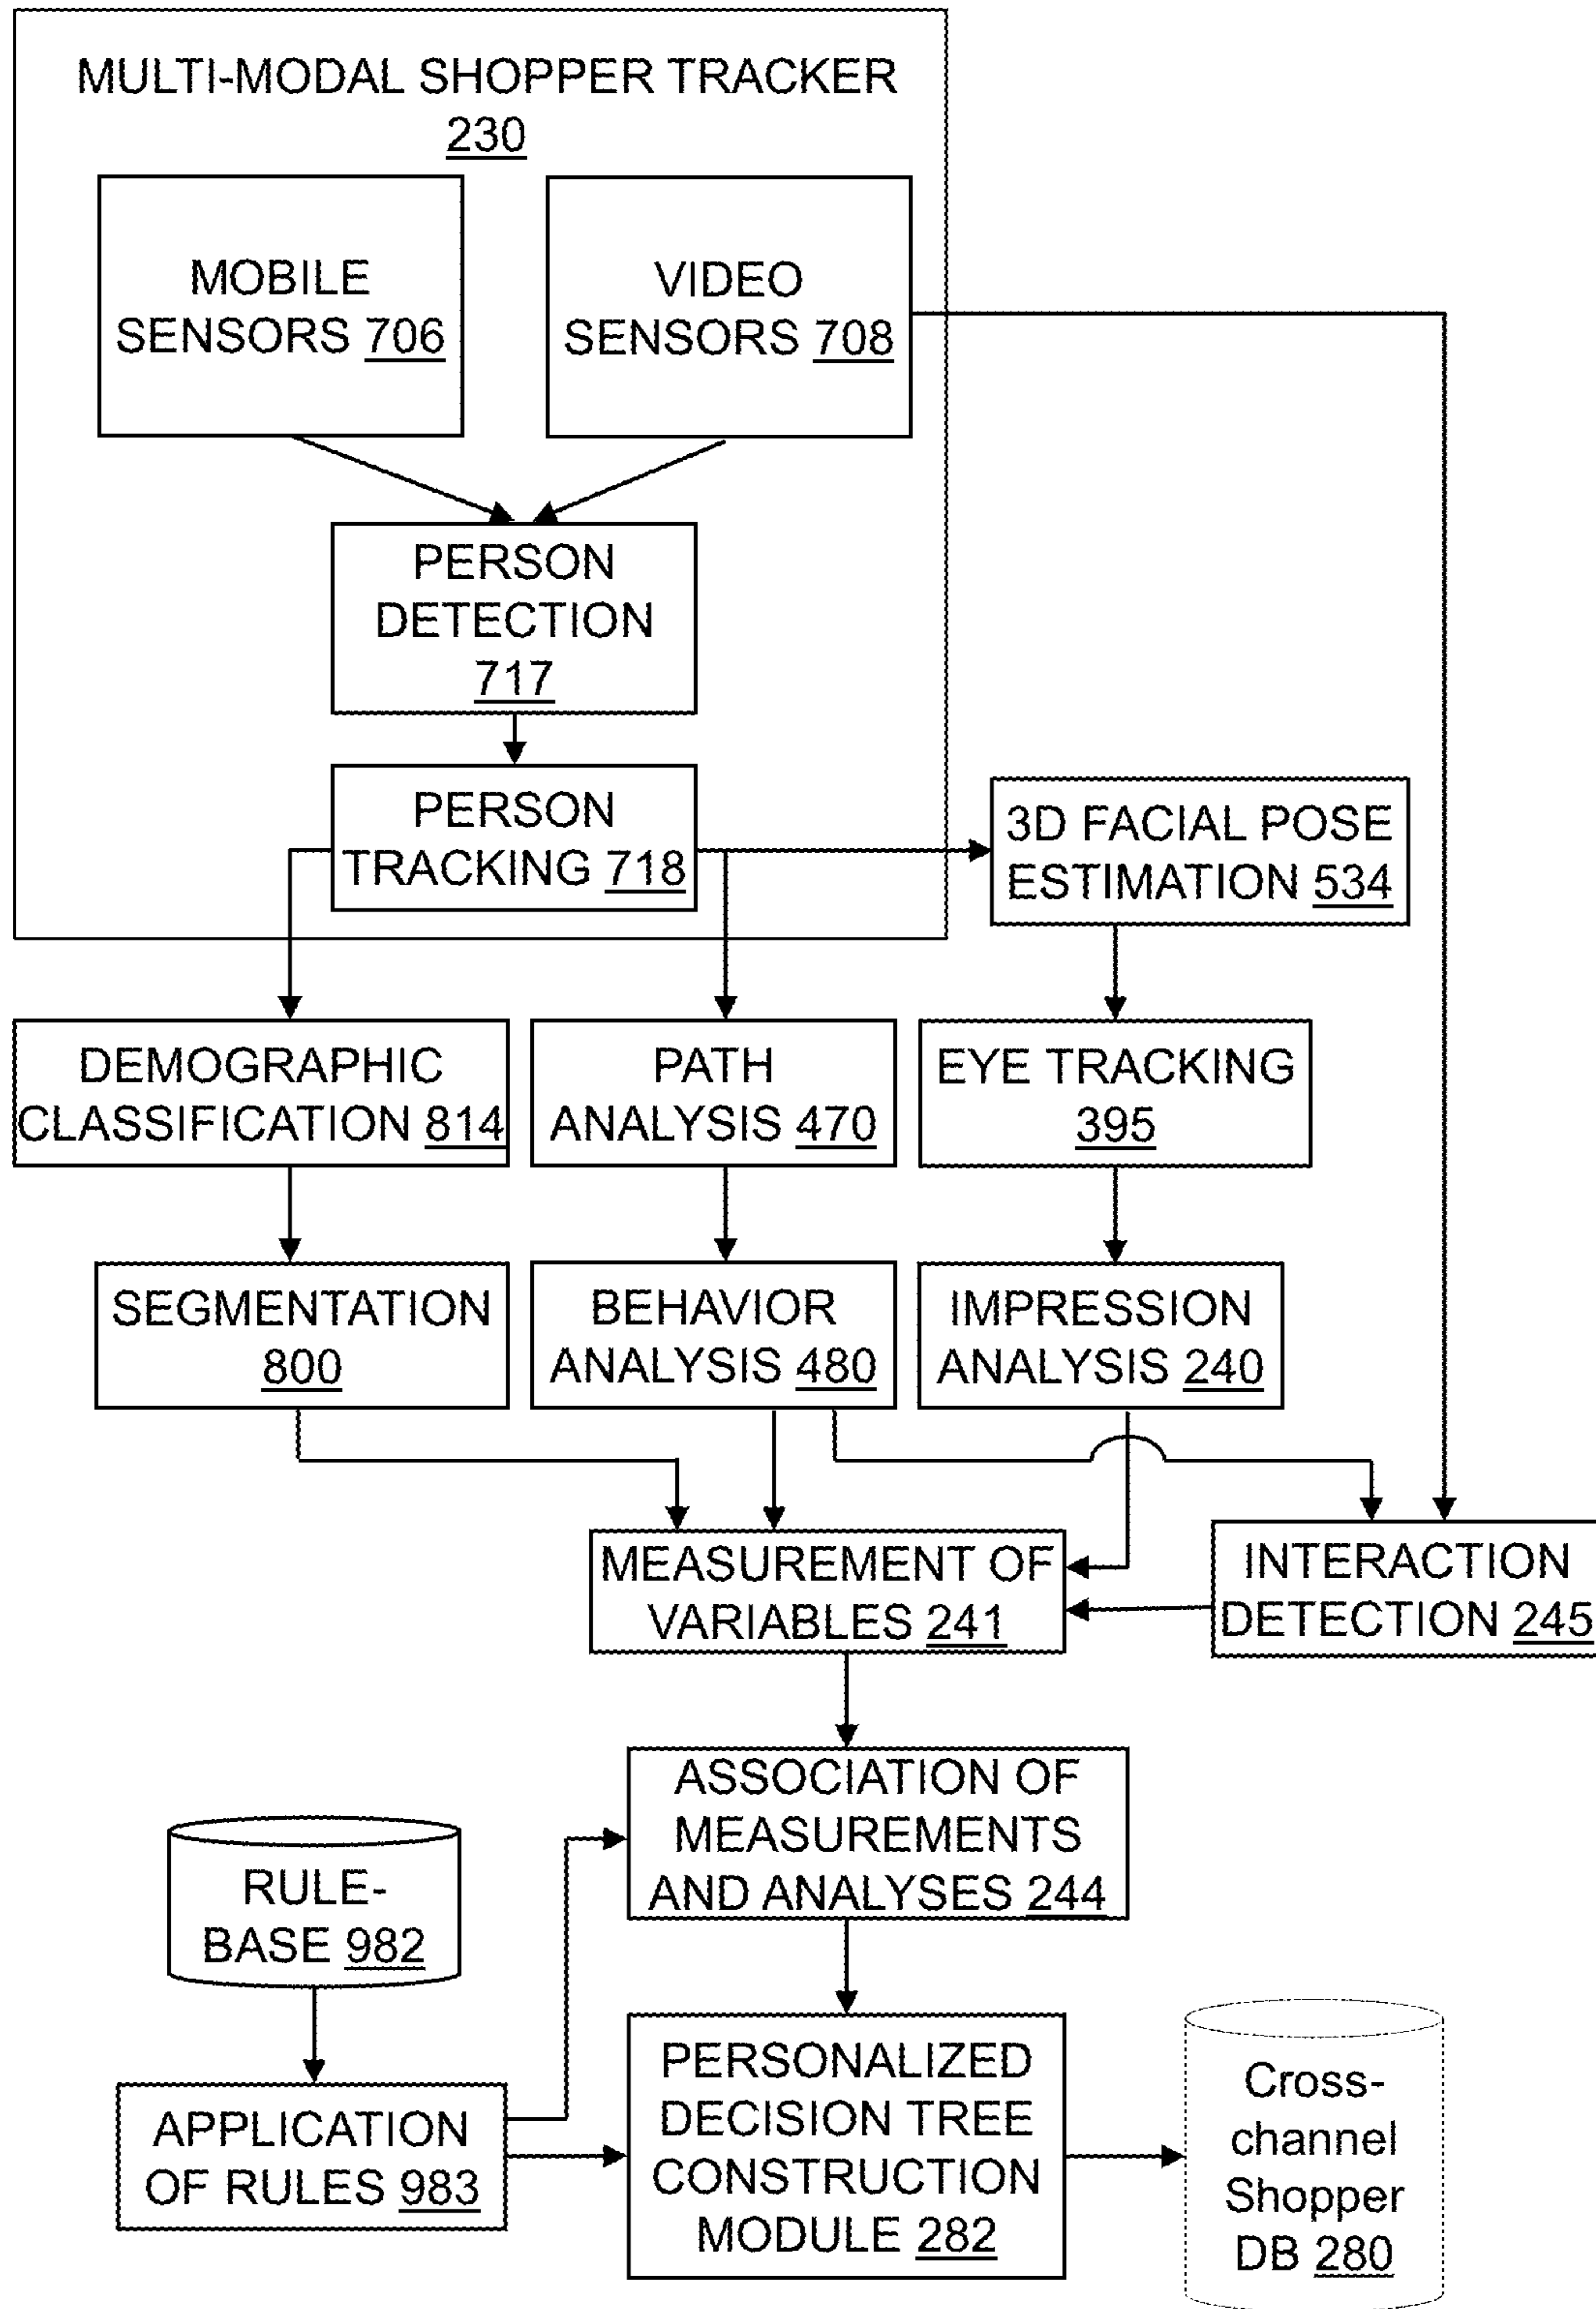 MULTI-MODAL SHOPPER TRACKER
230
MOBILE
SENSORS 706
VIDEO
SENSORS 708
PERSON
DETECTION
717
PERSON
TRACKING 718
3D FACIAL POSE
ESTIMATION 534
DEMOGRAPHIC
CLASSIFICATION 814
PATH
ANALYSIS 470
EYE TRACKING
395
SEGMENTATION
800
BEHAVIOR
ANALYSIS 480
IMPRESSION
ANALYSIS 240
MEASUREMENT OF
VARIABLES 241
INTERACTION
DETECTION 245
ASSOCIATION OF
MEASUREMENTS
AND ANALYSES 244
RULE-
BASE 982
APPLICATION
OF RULES 983
PERSONALIZED
DECISION TREE
CONSTRUCTION
MODULE 282
Cross-
channel
Shopper
DB 280